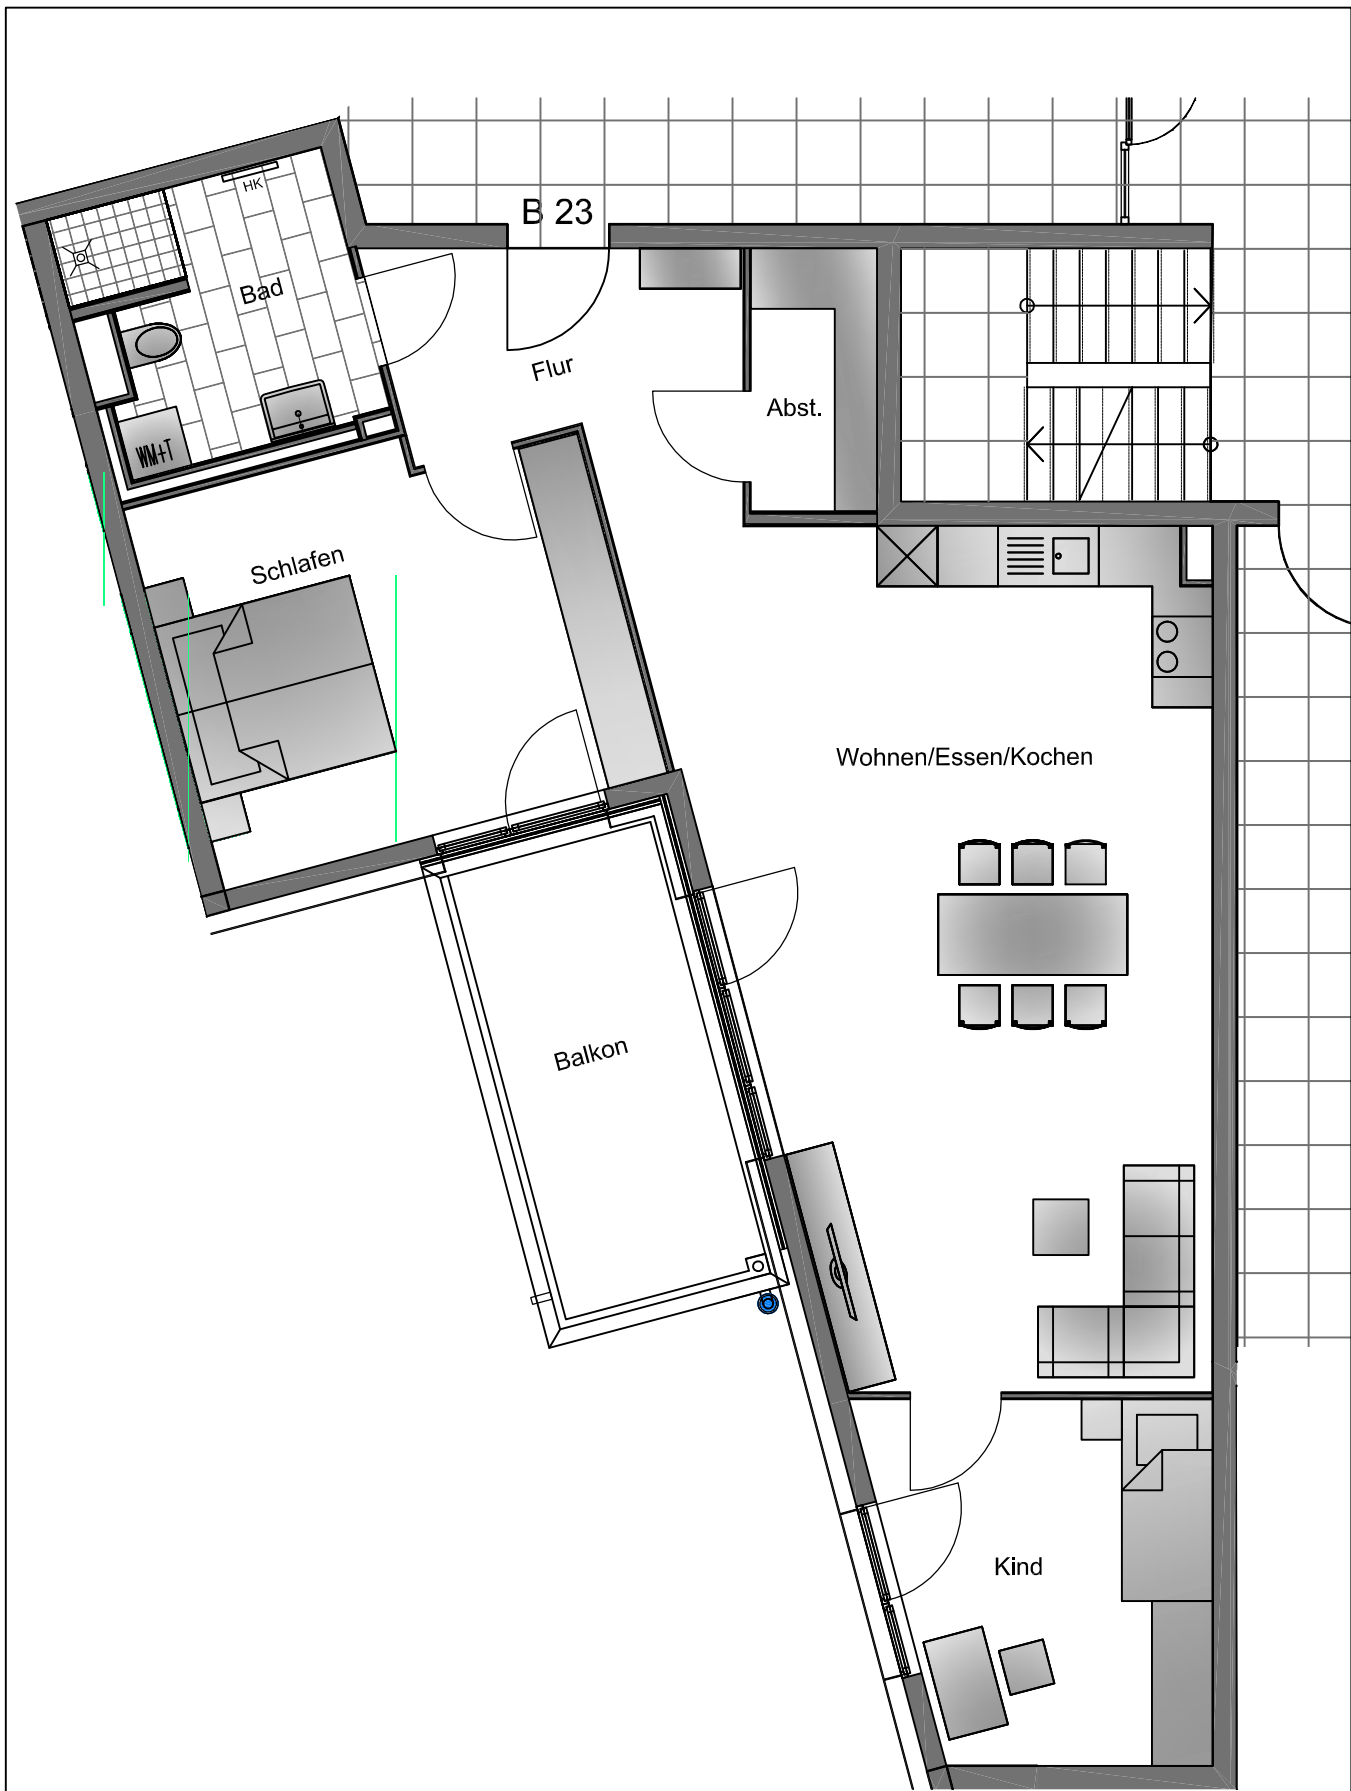 HK
B 23
Bad
Flur
Abst.
WM+T
Schlafen
Wohnen/Essen/Kochen
Balkon
Kind